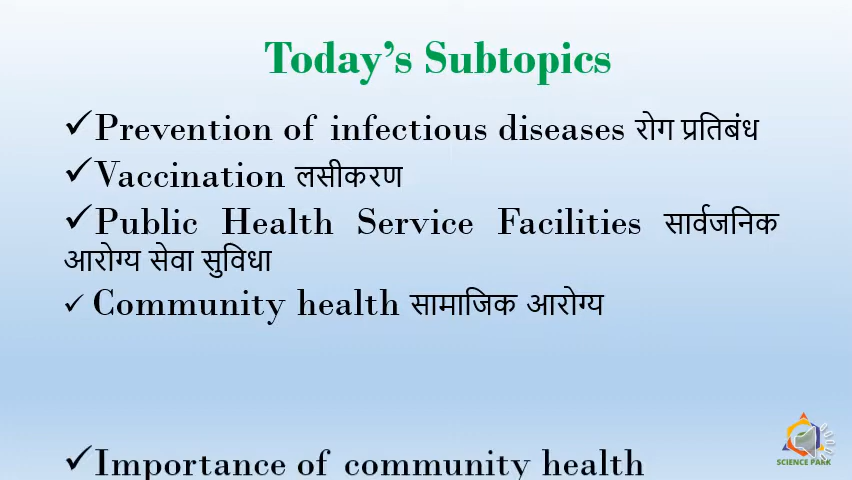 Today's Subtopics
✓Prevention of infectious diseases रोग प्रतिबंध
✓Vaccination लसीकरण
✓Public Health Service Facilities सार्वजनिक
आरोग्य सेवा सुविधा
✓ Community health सामाजिक आरोग्य
✓Importance of community health
SCIENCE PARK